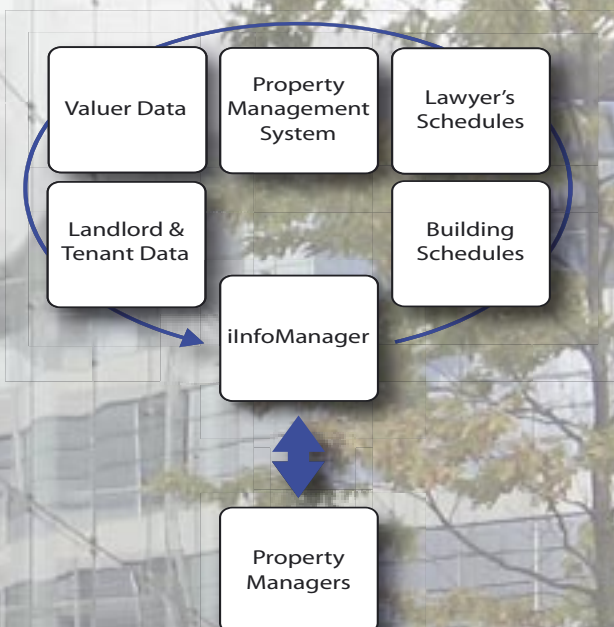 Valuer Data
Property
Management
System
Lawyer's
Schedules
Landlord &
Tenant Data
Building
Schedules
iInfoManager
Property
Managers